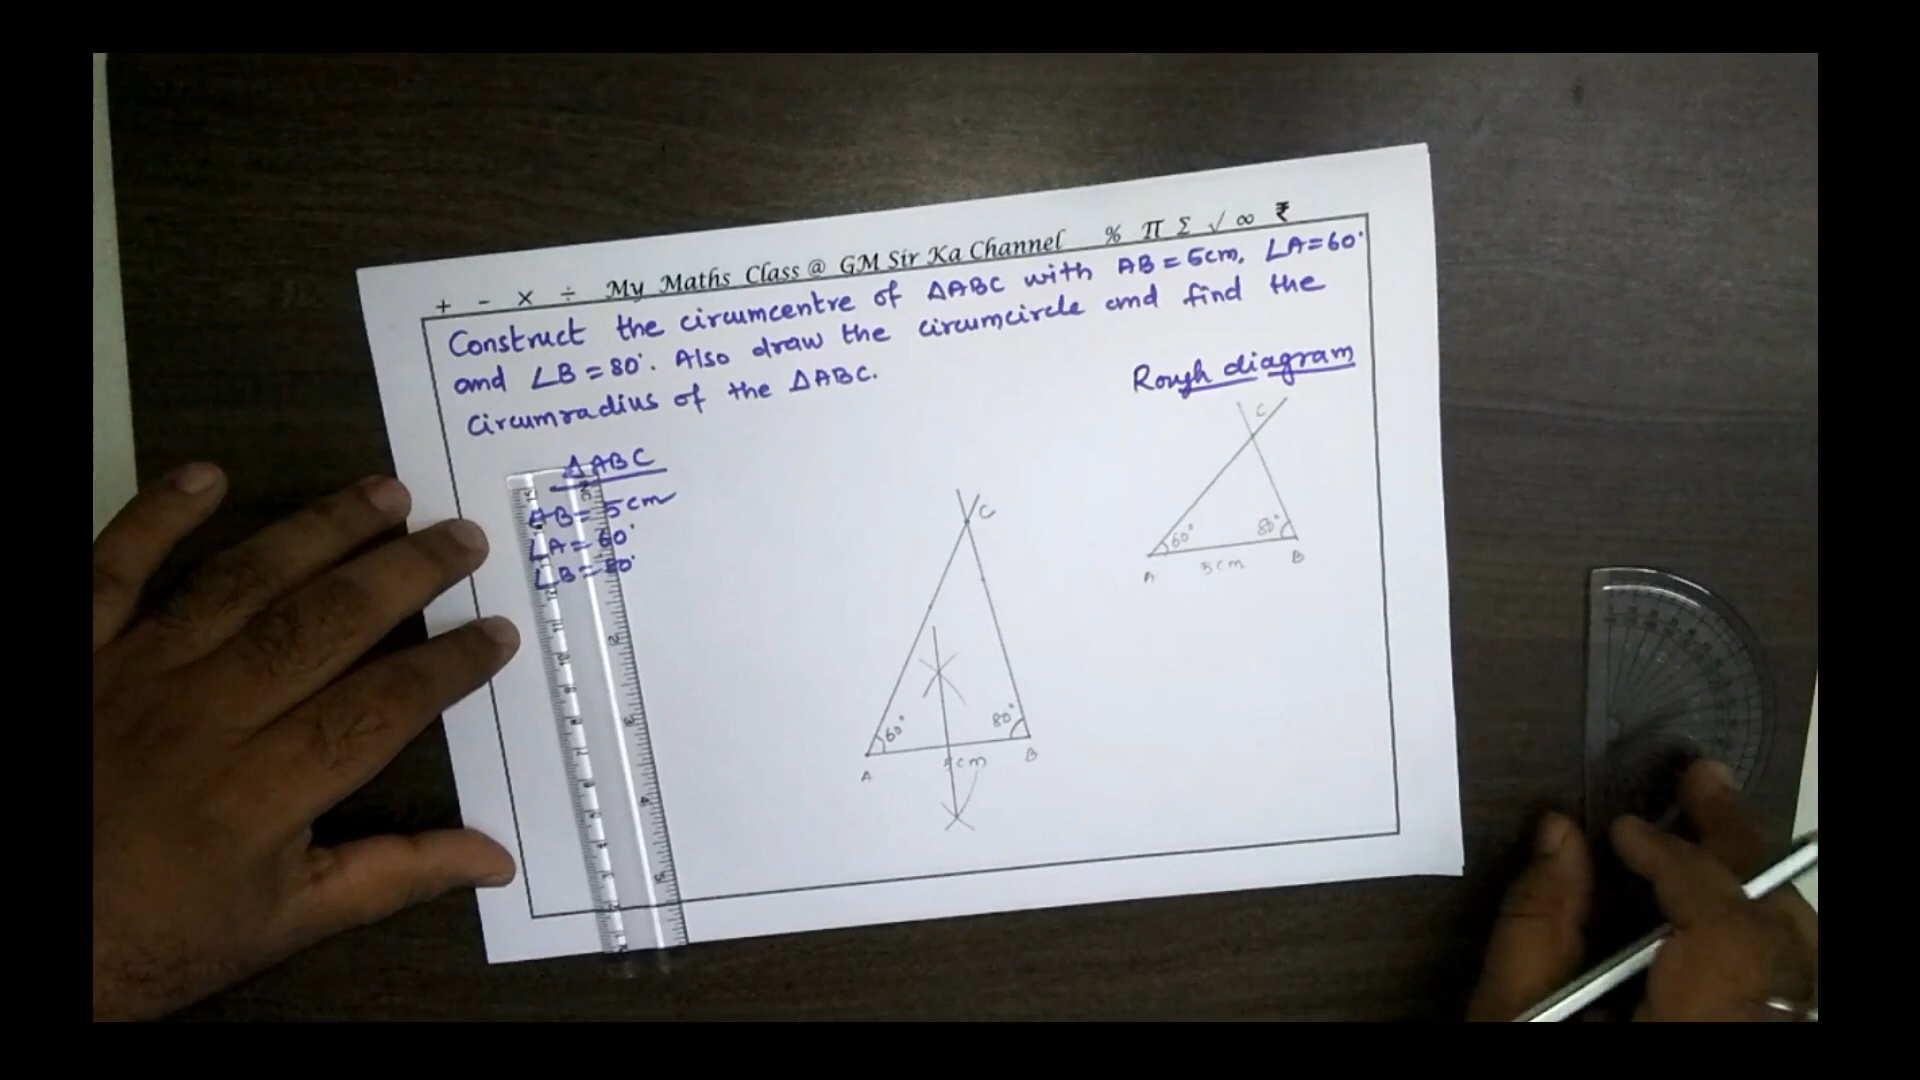 + - × ÷ My Maths Class @ GM Sir Ka Channel % Π Σ √ ∞ ₹
Construct the circumcentre of ΔABC with AB = 5cm, ∠A=60°
and ∠B = 80°. Also draw the circumcircle and find the
Circumradius of the ΔABC.
Rough diagram
ΔABC
AB = 5cm
∠A = 60°
∠B = 80°
C
60°
80°
A
5cm
B
C
60°
80°
A
5cm
B